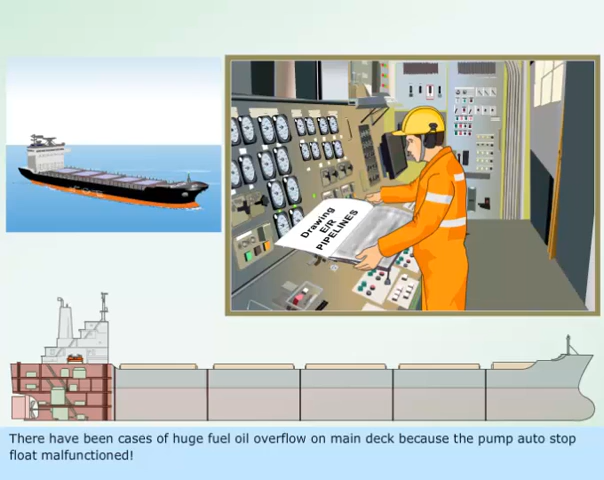 Drawing
E/R
PIPELINES
There have been cases of huge fuel oil overflow on main deck because the pump auto stop
float malfunctioned!